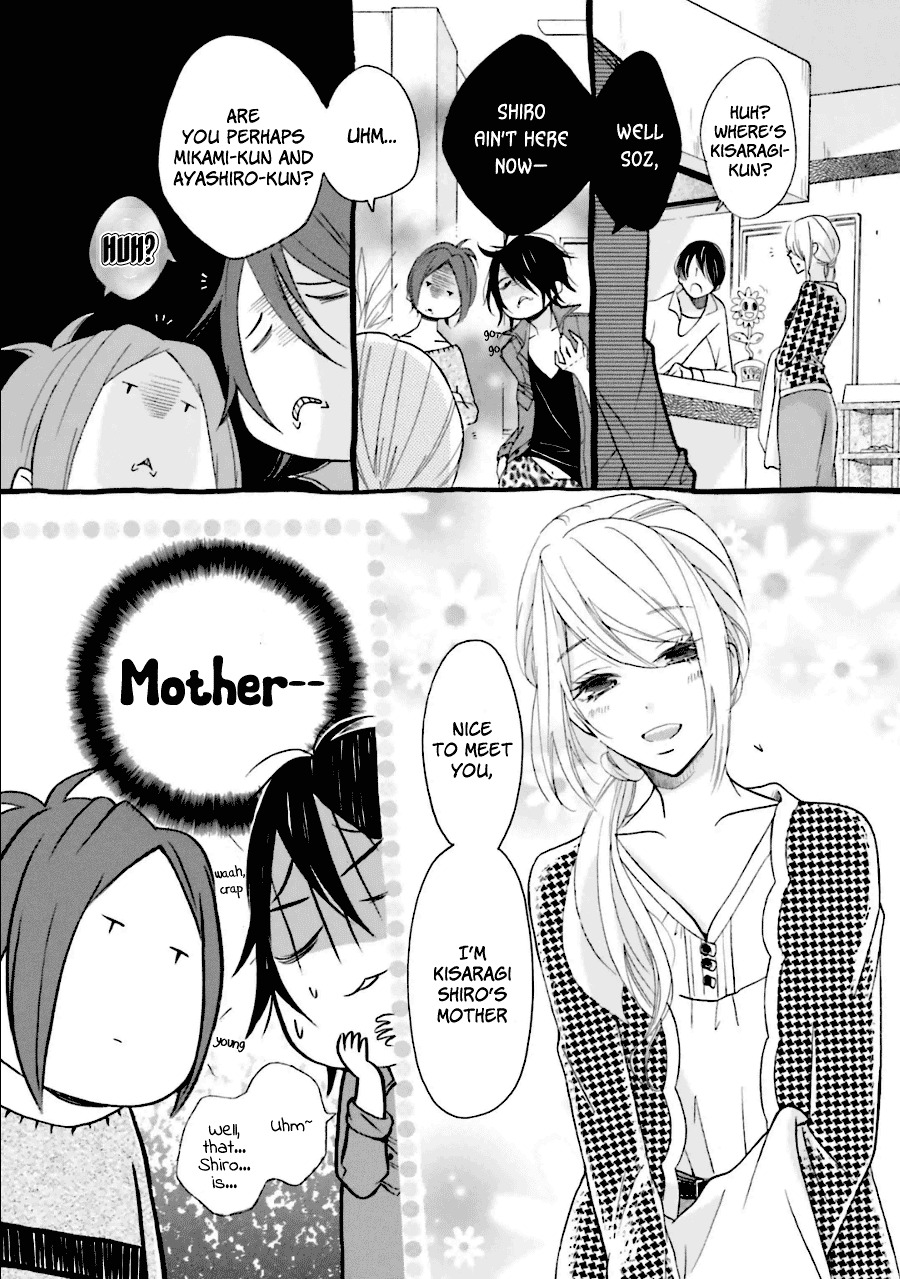 HUH?
WHERE'S
KISARAGI-
KUN?
WELL
SOZ,
SHIRO
AIN'T HERE
NOW—
go
go
UHM...
ARE
YOU PERHAPS
MIKAMI-KUN AND
AYASHIRO-KUN?
HUH?
NICE
TO MEET
YOU,
I'M
KISARAGI
SHIRO'S
MOTHER
Mother--
waah,
crap
young
Uhm~
well,
that...
Shiro...
is...